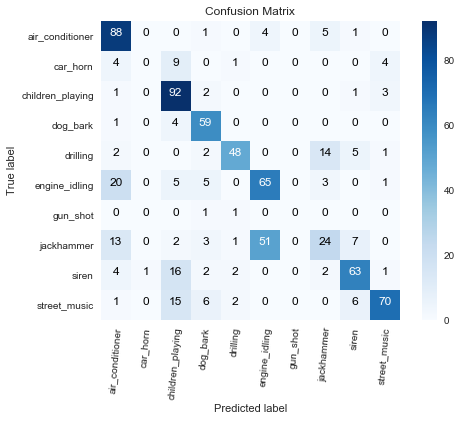 Confusion Matrix
True label
air_conditioner 88 0 0 1 0 4 0 5 1 0
car_horn 4 0 9 0 1 0 0 0 0 4
children_playing 1 0 92 2 0 0 0 0 1 3
dog_bark 1 0 4 59 0 0 0 0 0 0
drilling 2 0 0 2 48 0 0 14 5 1
engine_idling 20 0 5 5 0 65 0 3 0 1
gun_shot 0 0 0 1 1 0 0 0 0 0
jackhammer 13 0 2 3 1 51 0 24 7 0
siren 4 1 16 2 2 0 0 2 63 1
street_music 1 0 15 6 2 0 0 0 6 70
air_conditioner car_horn children_playing dog_bark drilling engine_idling gun_shot jackhammer siren street_music
Predicted label
80
60
40
20
0